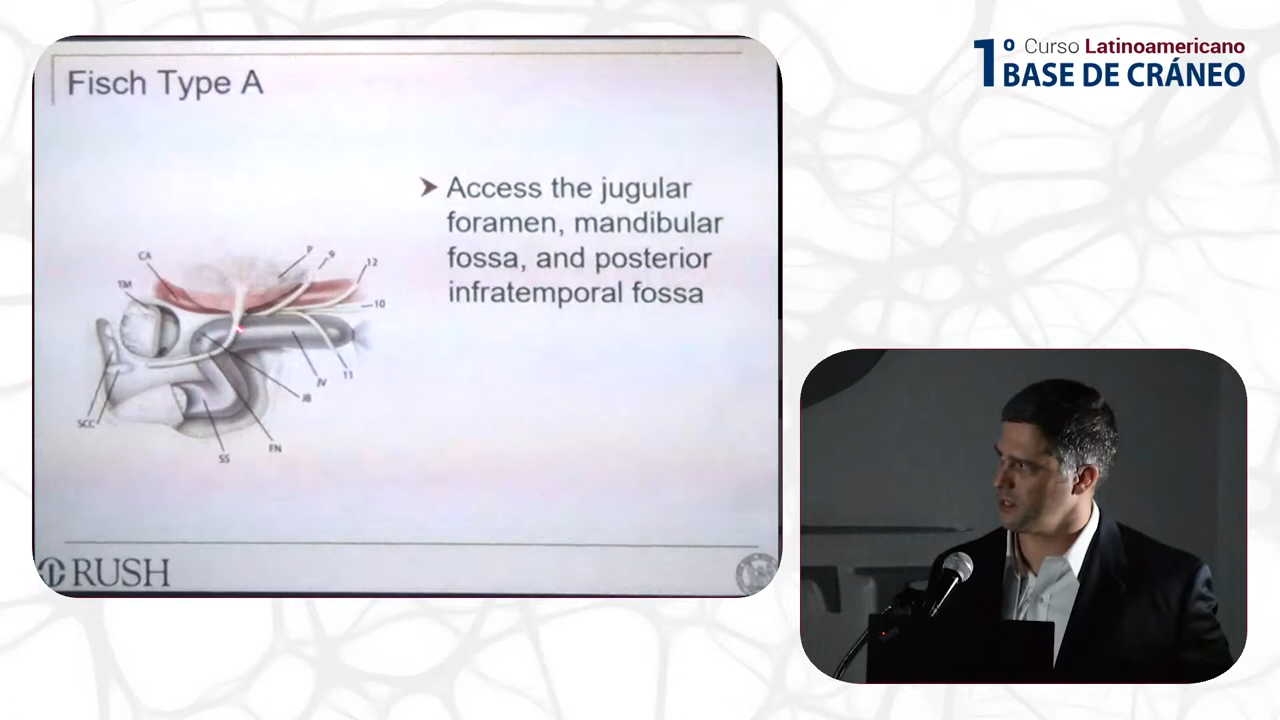 Fisch Type A
Access the jugular
foramen, mandibular
fossa, and posterior
infratemporal fossa
CA
P
9
12
TM
10
JV
11
JB
SCC
FN
SS
RUSH
1º Curso Latinoamericano
BASE DE CRÁNEO